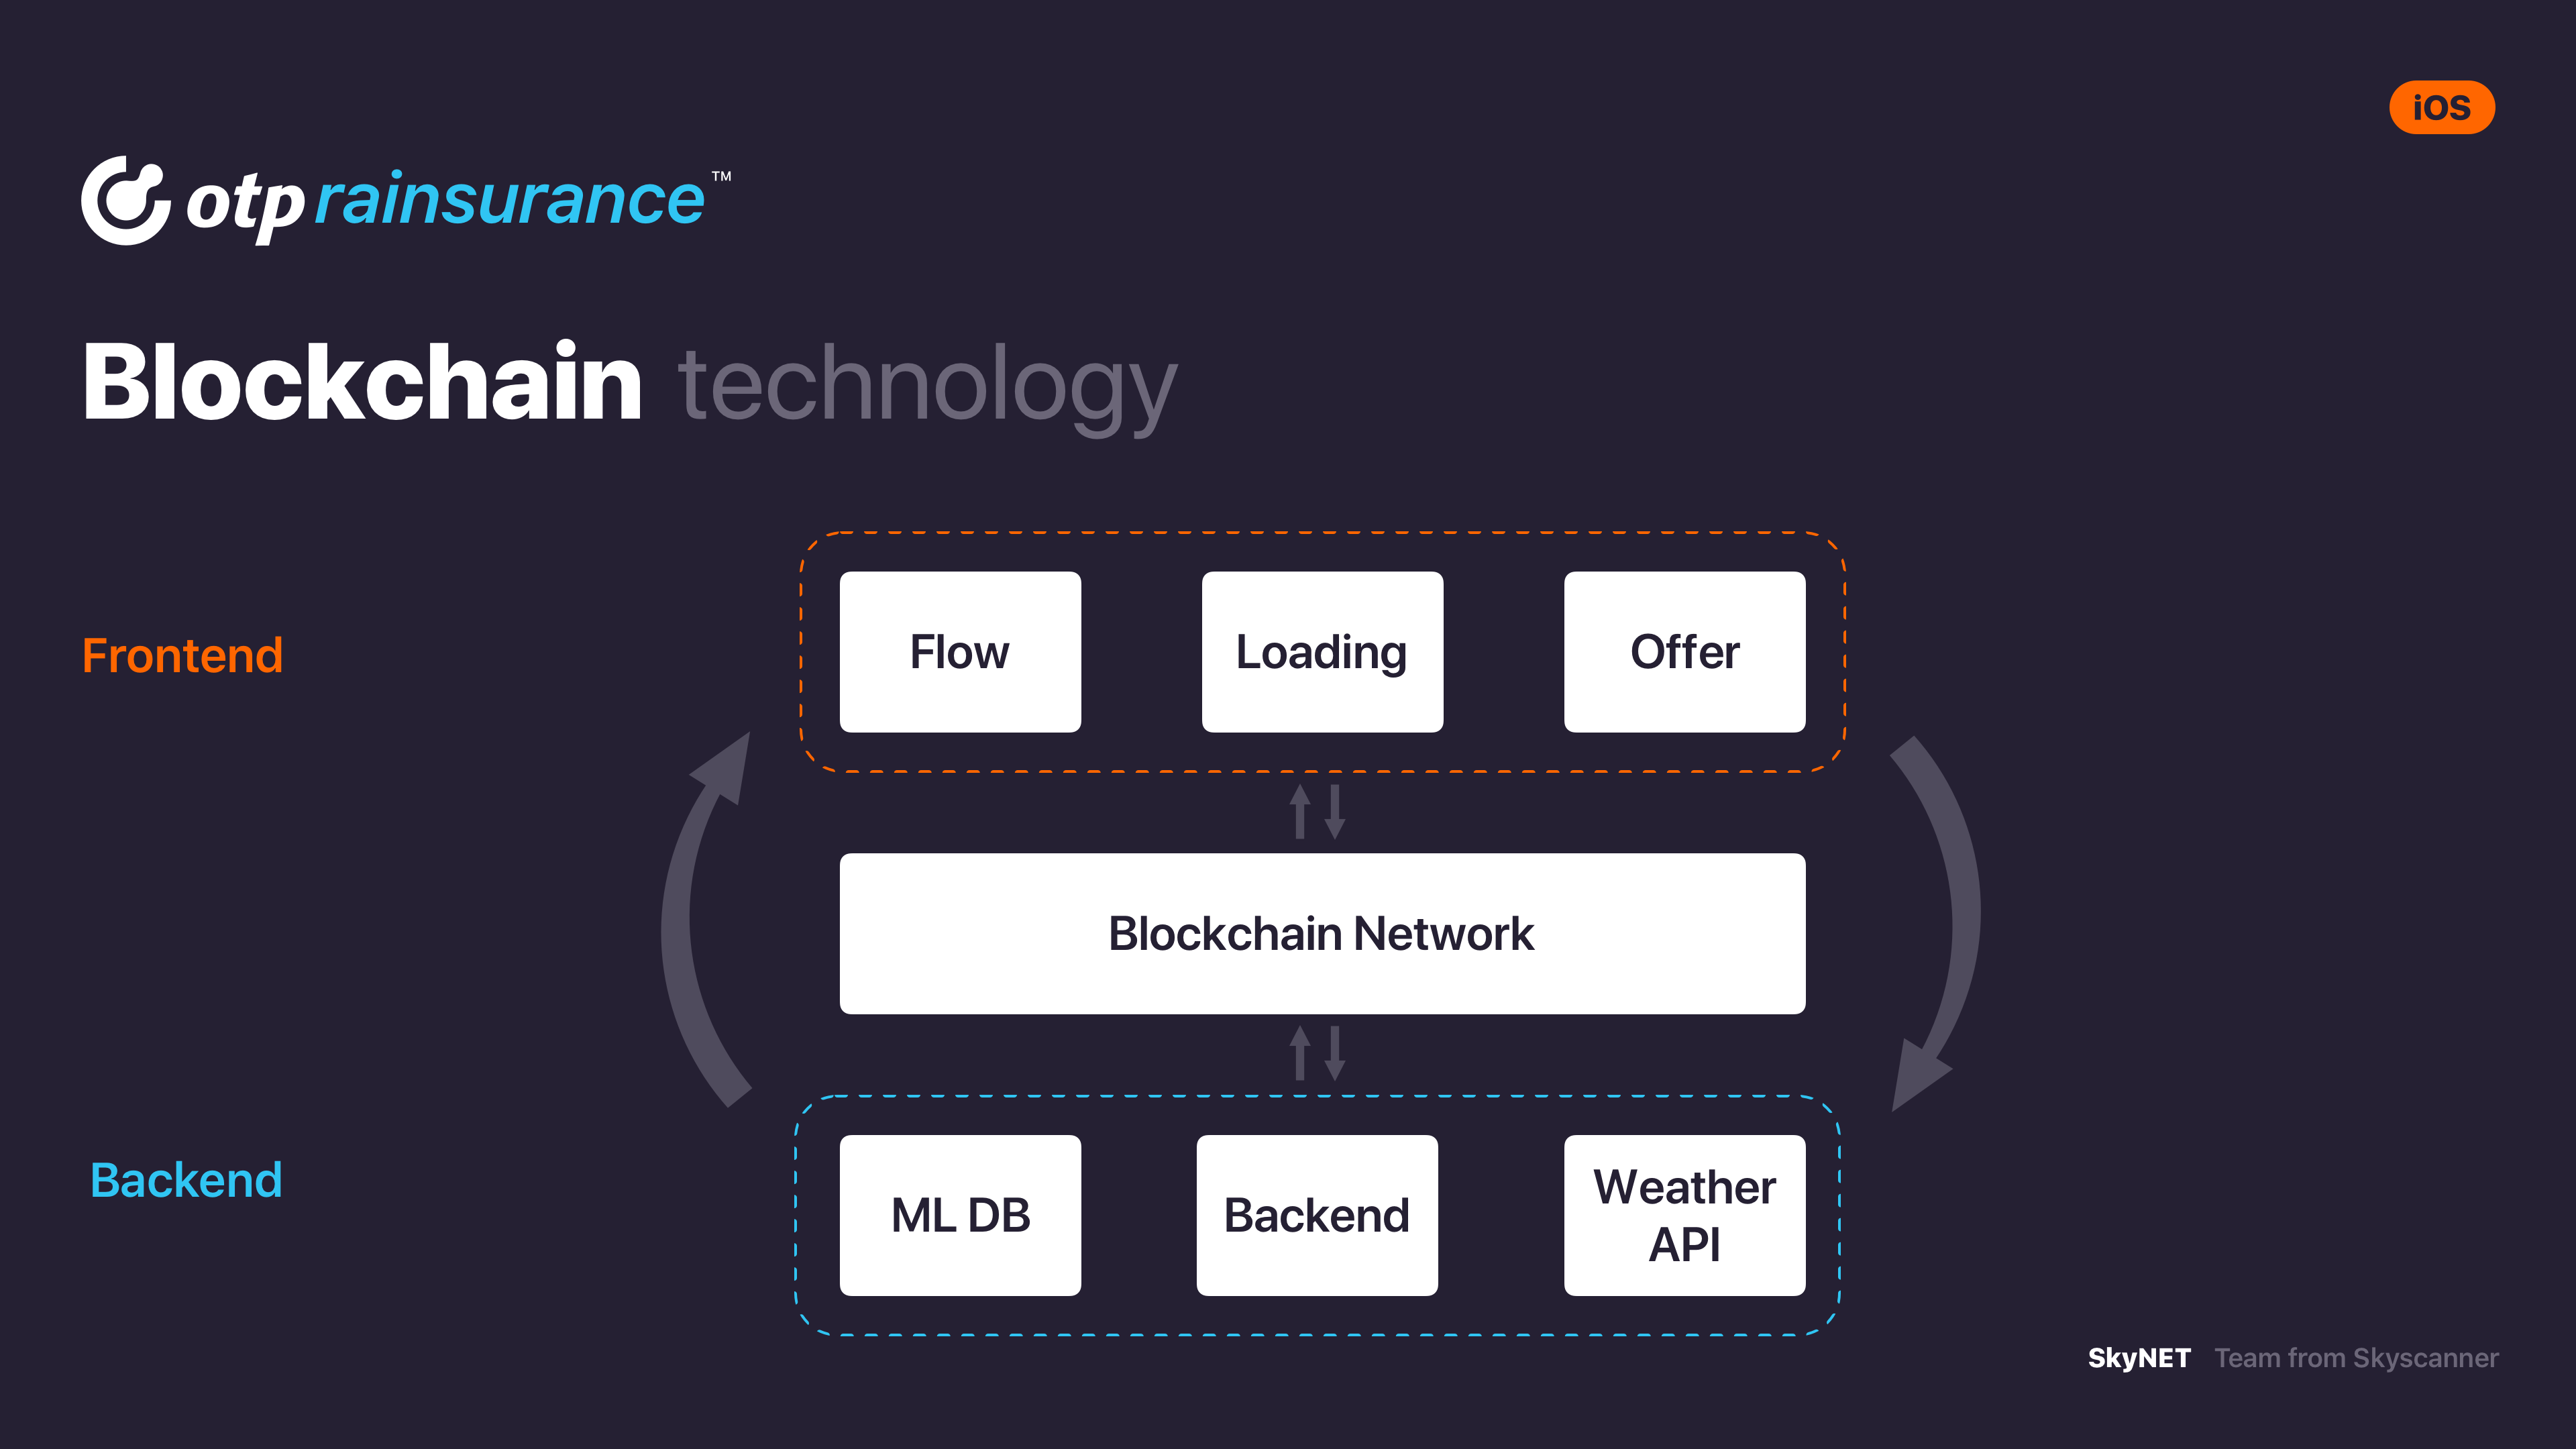 iOS
otp rainsurance™
Blockchain technology
Frontend
Flow
Loading
Offer
Blockchain Network
Backend
ML DB
Backend
Weather
API
SkyNET Team from Skyscanner